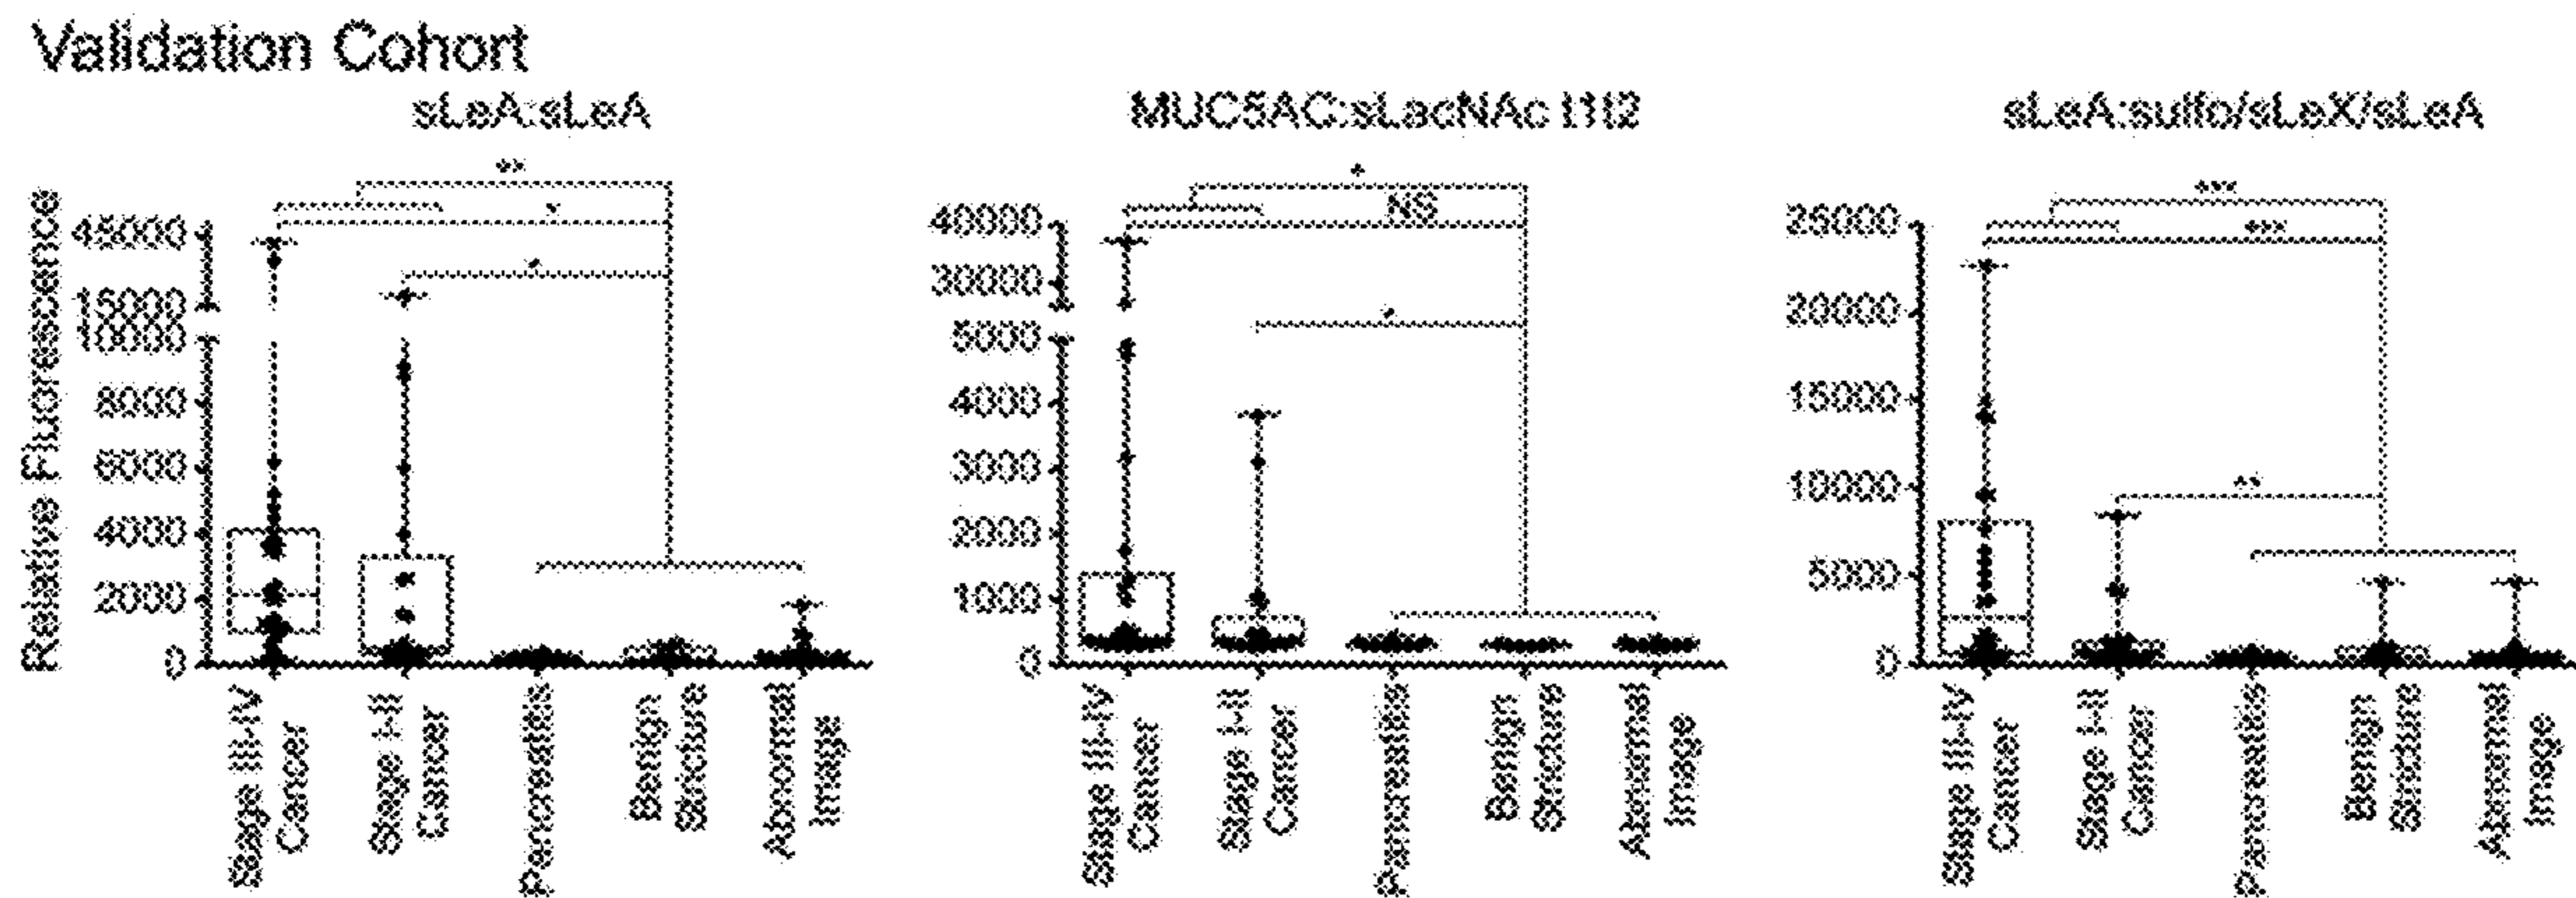 Validation Cohort
sLeA:sLeA
**
*
*
Relative Fluorescence
45000
15000
10000
8000
6000
4000
2000
0
Stage III-IV
Cancer
Stage I-II
Cancer
Pancreatitis
Benign
Stricture
Abnormal
Image
MUC5AC:sLacNAc t1t2
*
NS
*
40000
30000
5000
4000
3000
2000
1000
0
Stage III-IV
Cancer
Stage I-II
Cancer
Pancreatitis
Benign
Stricture
Abnormal
Image
sLeA:sulfo/sLeX/sLeA
***
**
25000
20000
15000
10000
5000
0
Stage III-IV
Cancer
Stage I-II
Cancer
Pancreatitis
Benign
Stricture
Abnormal
Image